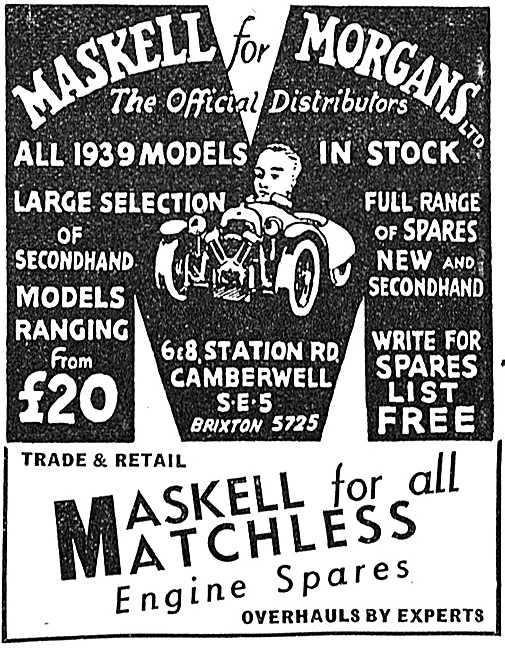 MASKELL for MORGANS LTD
The Official Distributors
ALL 1939 MODELS IN STOCK
LARGE SELECTION
OF
SECONDHAND
MODELS
RANGING
From
£20
FULL RANGE
OF SPARES
NEW AND
SECONDHAND
WRITE FOR
SPARES
LIST
FREE
6&8, STATION RD,
CAMBERWELL
S·E·5
BRIXTON 5725
TRADE & RETAIL
MASKELL for all
MATCHLESS
Engine Spares
OVERHAULS BY EXPERTS